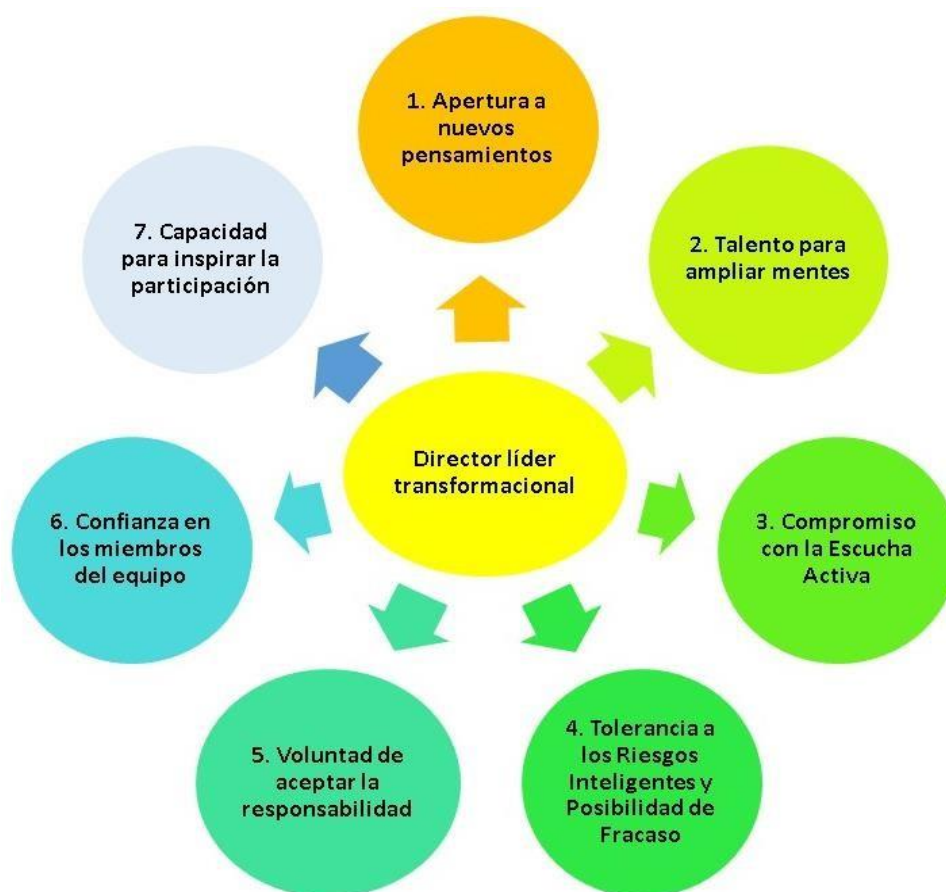 1. Apertura a
nuevos
pensamientos
2. Talento para
ampliar mentes
3. Compromiso
con la Escucha
Activa
4. Tolerancia a
los Riesgos
Inteligentes y
Posibilidad de
Fracaso
5. Voluntad de
aceptar la
responsabilidad
6. Confianza en
los miembros
del equipo
7. Capacidad
para inspirar la
participación
Director líder
transformacional